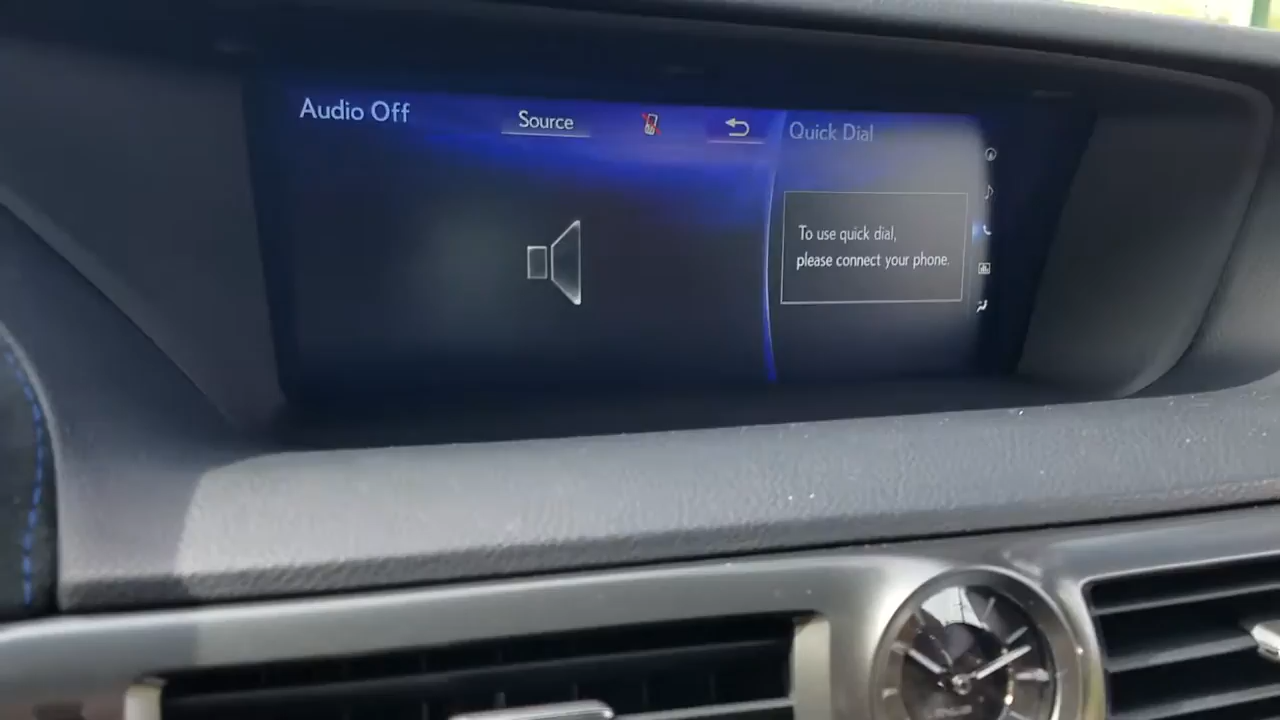 Audio Off
Source
Quick Dial
To use quick dial,
please connect your phone.